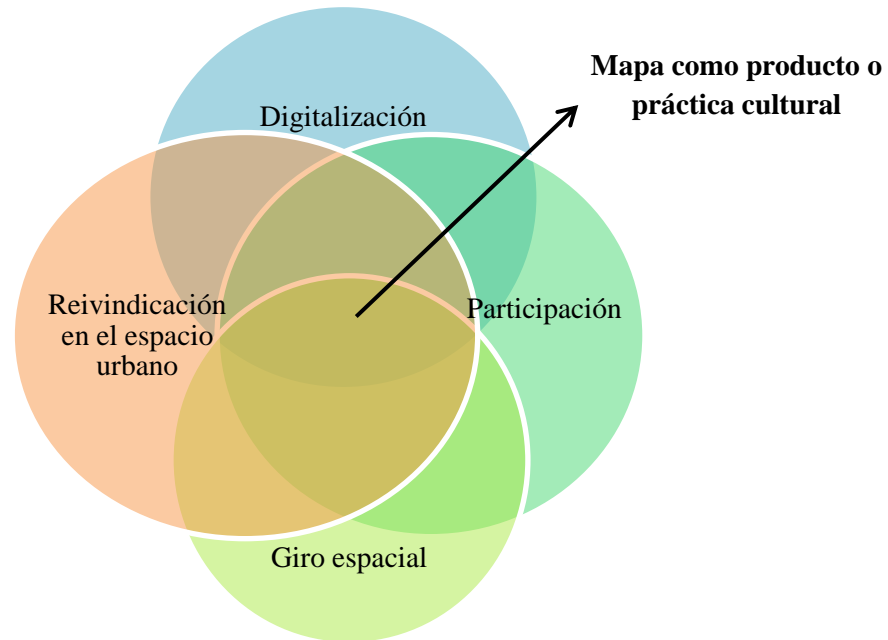 Mapa como producto o
práctica cultural
Digitalización
Reivindicación
en el espacio
urbano
Participación
Giro espacial